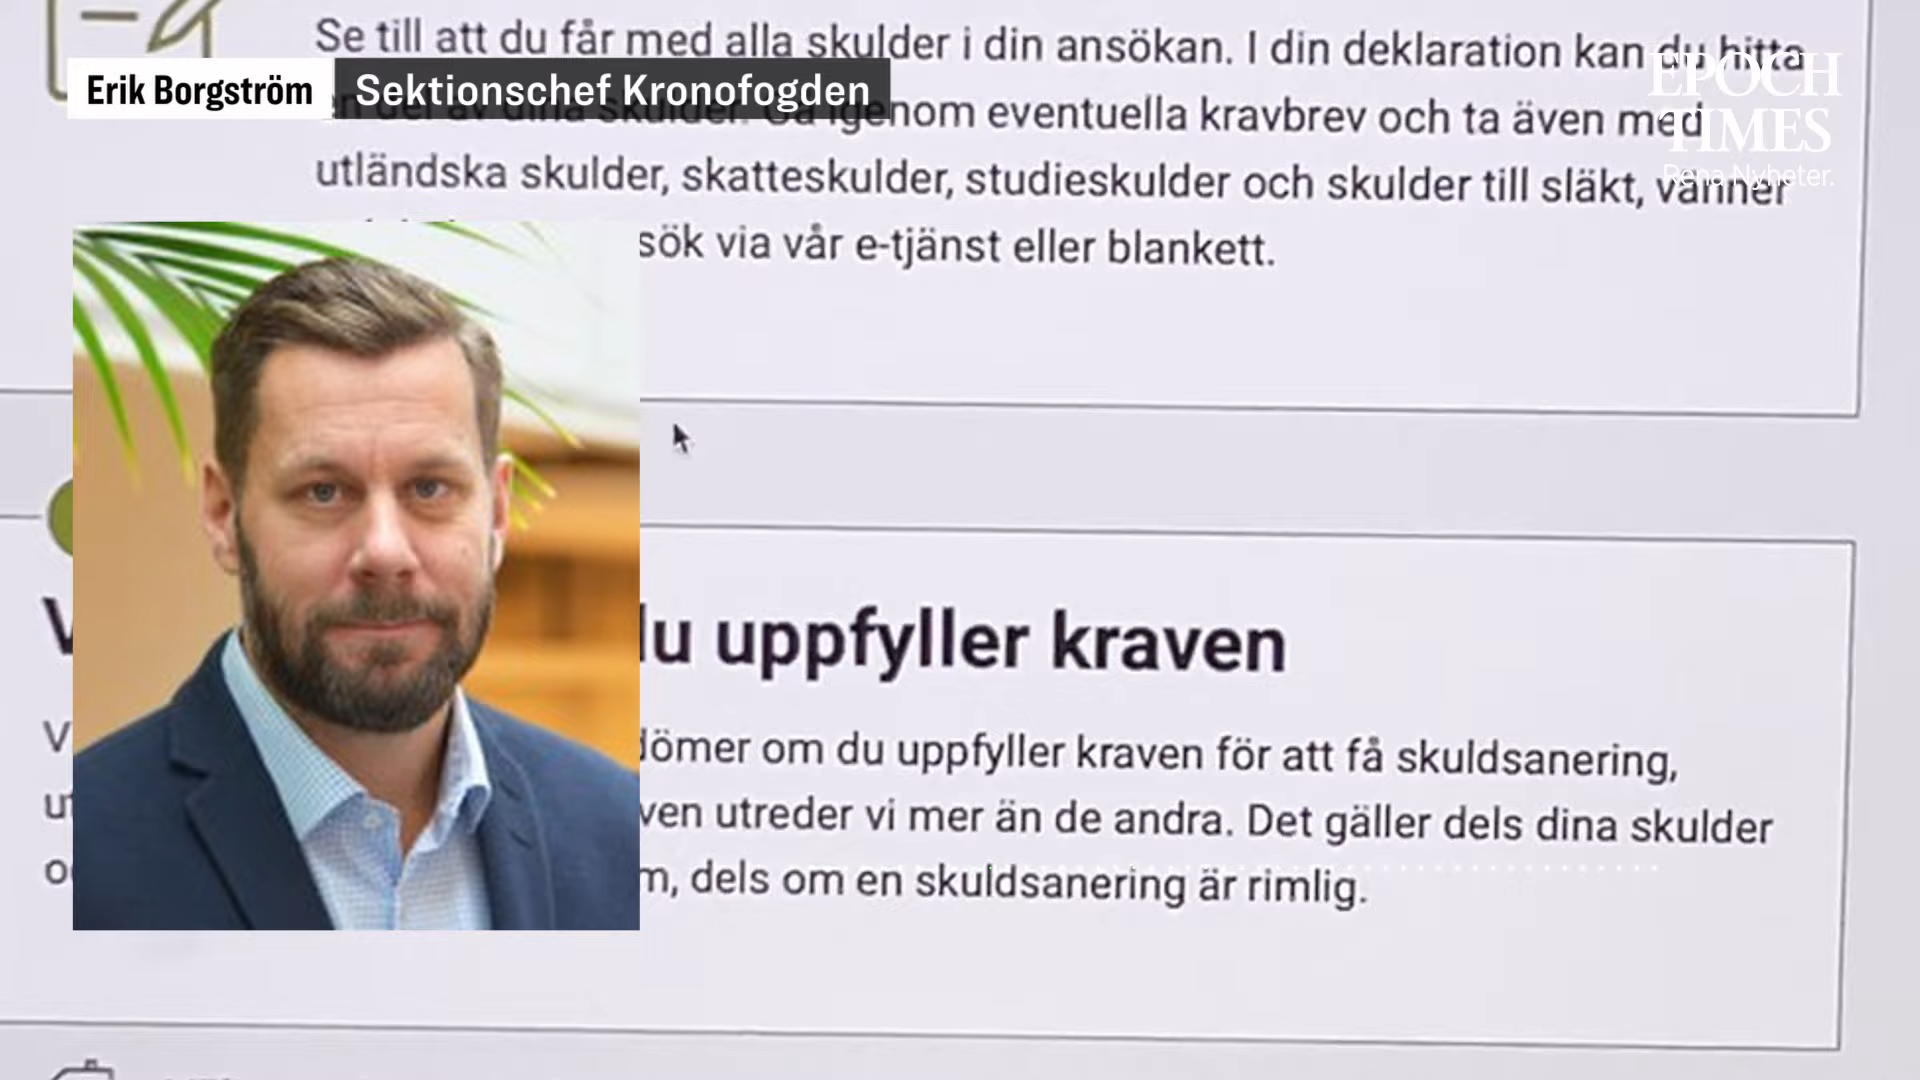 Se till att du får med alla skulder i din ansökan. I din deklaration kan du hitta
Erik Borgström Sektionschef Kronofogden
EPOCH
TIMES
Rena Nyheter.
eventuella kravbrev och ta även med
utländska skulder, skatteskulder, studieskulder och skulder till släkt, vänner
sök via vår e-tjänst eller blankett.
du uppfyller kraven
om du uppfyller kraven för att få skuldsanering,
utreder vi mer än de andra. Det gäller dels dina skulder
dels om en skuldsanering är rimlig.